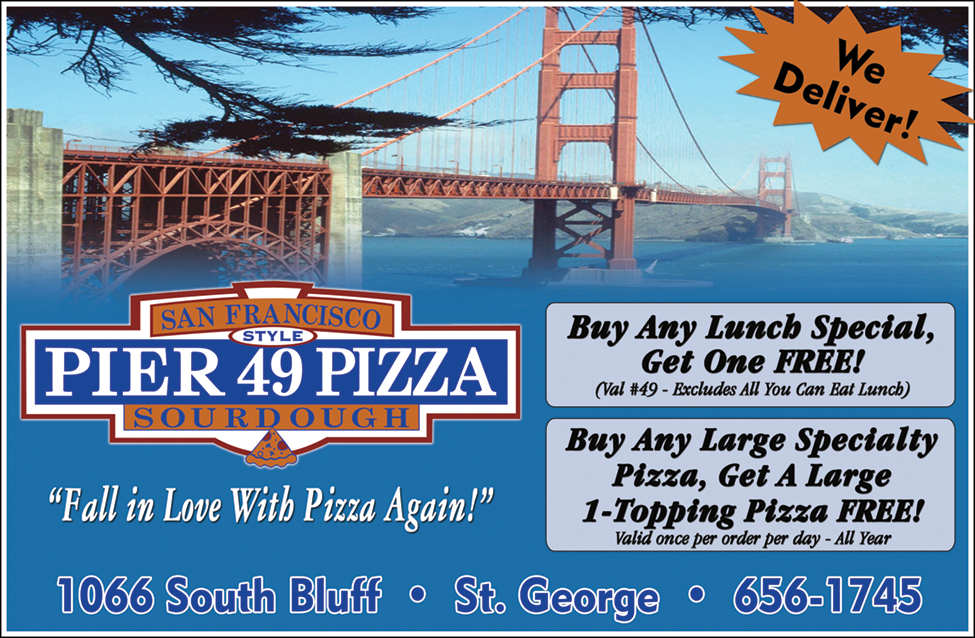 We
Deliver!
SAN FRANCISCO
STYLE
PIER 49 PIZZA
SOURDOUGH
"Fall in Love With Pizza Again!"
Buy Any Lunch Special,
Get One FREE!
(Val #49 - Excludes All You Can Eat Lunch)
Buy Any Large Specialty
Pizza, Get A Large
1-Topping Pizza FREE!
Valid once per order per day - All Year
1066 South Bluff • St. George • 656-1745